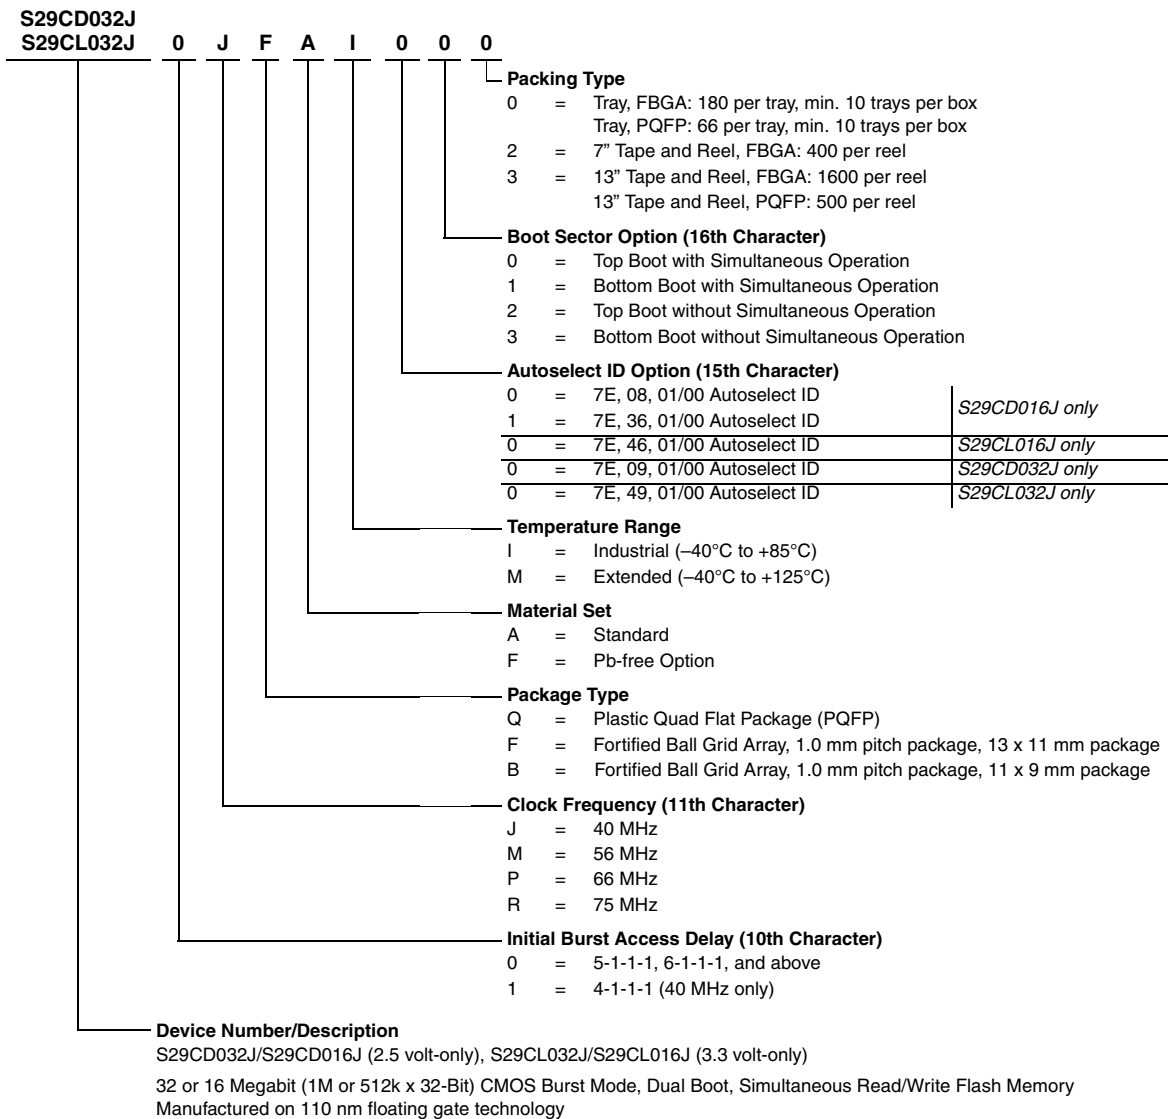 S29CD032J
S29CL032J 0 J F A I 0 0 0
Packing Type
0 = Tray, FBGA: 180 per tray, min. 10 trays per box
Tray, PQFP: 66 per tray, min. 10 trays per box
2 = 7” Tape and Reel, FBGA: 400 per reel
3 = 13” Tape and Reel, FBGA: 1600 per reel
13” Tape and Reel, PQFP: 500 per reel
Boot Sector Option (16th Character)
0 = Top Boot with Simultaneous Operation
1 = Bottom Boot with Simultaneous Operation
2 = Top Boot without Simultaneous Operation
3 = Bottom Boot without Simultaneous Operation
Autoselect ID Option (15th Character)
0 = 7E, 08, 01/00 Autoselect ID
S29CD016J only
1 = 7E, 36, 01/00 Autoselect ID
0 = 7E, 46, 01/00 Autoselect ID S29CL016J only
0 = 7E, 09, 01/00 Autoselect ID S29CD032J only
0 = 7E, 49, 01/00 Autoselect ID S29CL032J only
Temperature Range
I = Industrial (–40°C to +85°C)
M = Extended (–40°C to +125°C)
Material Set
A = Standard
F = Pb-free Option
Package Type
Q = Plastic Quad Flat Package (PQFP)
F = Fortified Ball Grid Array, 1.0 mm pitch package, 13 x 11 mm package
B = Fortified Ball Grid Array, 1.0 mm pitch package, 11 x 9 mm package
Clock Frequency (11th Character)
J = 40 MHz
M = 56 MHz
P = 66 MHz
R = 75 MHz
Initial Burst Access Delay (10th Character)
0 = 5-1-1-1, 6-1-1-1, and above
1 = 4-1-1-1 (40 MHz only)
Device Number/Description
S29CD032J/S29CD016J (2.5 volt-only), S29CL032J/S29CL016J (3.3 volt-only)
32 or 16 Megabit (1M or 512k x 32-Bit) CMOS Burst Mode, Dual Boot, Simultaneous Read/Write Flash Memory
Manufactured on 110 nm floating gate technology